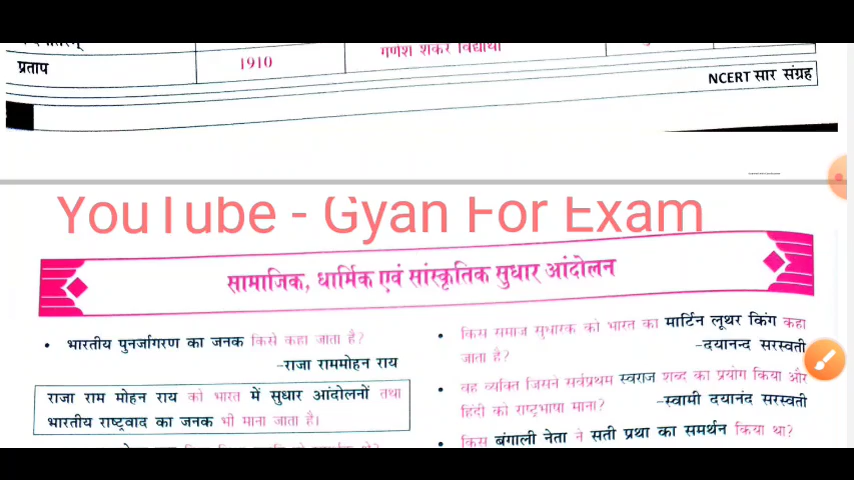 प्रताप
1910
गणेश शंकर विद्यार्थी
NCERT सार संग्रह
YouTube - Gyan For Exam
सामाजिक, धार्मिक एवं सांस्कृतिक सुधार आंदोलन
• भारतीय पुनर्जागरण का जनक किसे कहा जाता है?
-राजा राममोहन राय
राजा राम मोहन राय को भारत में सुधार आंदोलनों तथा
भारतीय राष्ट्रवाद का जनक भी माना जाता है।
• किस समाज सुधारक को भारत का मार्टिन लूथर किंग कहा
जाता है? -दयानन्द सरस्वती
• वह व्यक्ति जिसने सर्वप्रथम स्वराज शब्द का प्रयोग किया और
हिंदी को राष्ट्रभाषा माना? -स्वामी दयानंद सरस्वती
• किस बंगाली नेता ने सती प्रथा का समर्थन किया था?